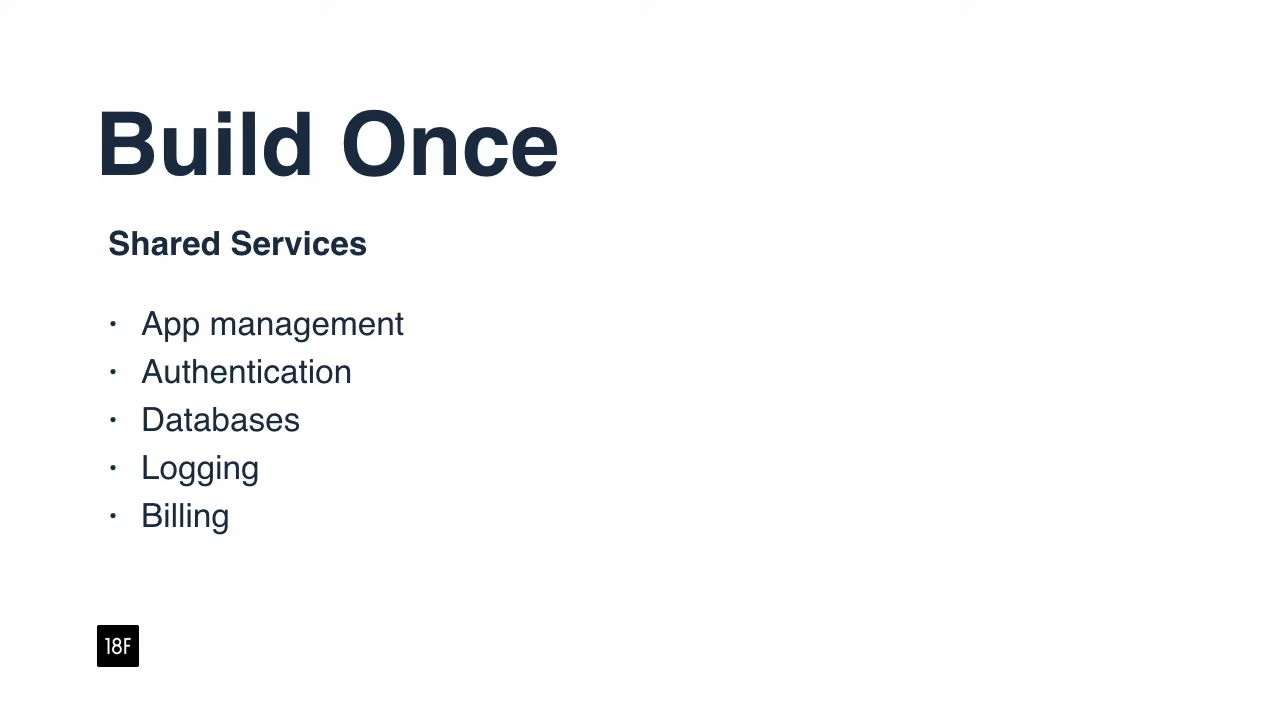 Build Once
Shared Services
· App management
· Authentication
· Databases
· Logging
· Billing
18F